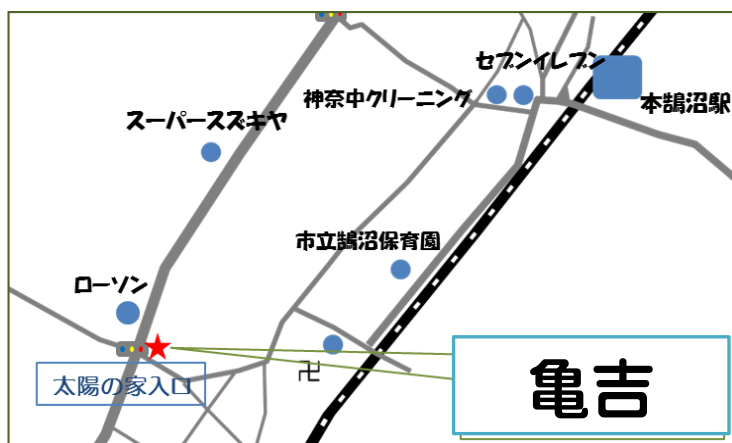 セブンイレブン
神奈中クリーニング
本鵠沼駅
スーパースズキヤ
市立鵠沼保育園
ローソン
太陽の家入口
卍
亀吉